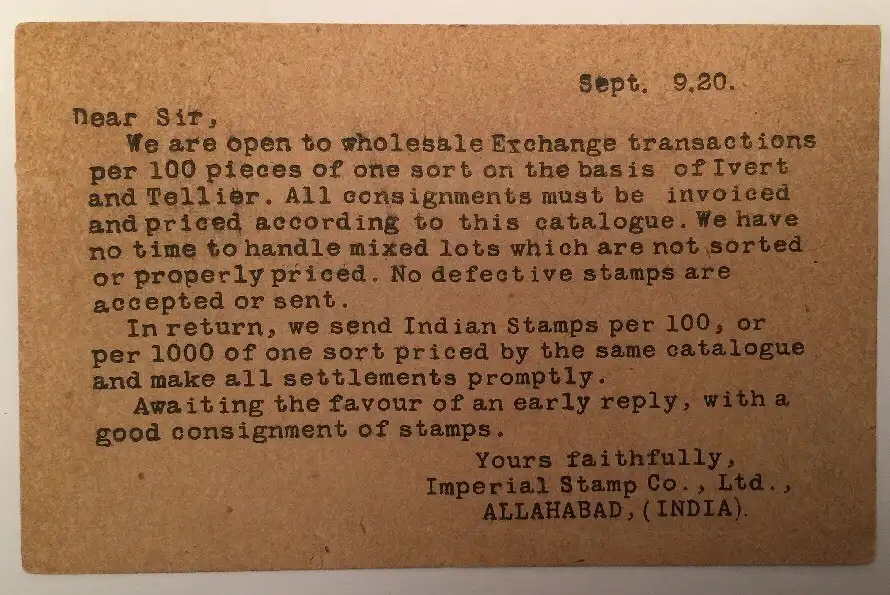 Sept. 9.20.
Dear Sir,
We are open to wholesale Exchange transactions
per 100 pieces of one sort on the basis of Ivert
and Tellier. All consignments must be invoiced
and priced according to this catalogue. We have
no time to handle mixed lots which are not sorted
or properly priced. No defective stamps are
accepted or sent.
In return, we send Indian Stamps per 100, or
per 1000 of one sort priced by the same catalogue
and make all settlements promptly.
Awaiting the favour of an early reply, with a
good consignment of stamps.
Yours faithfully,
Imperial Stamp Co., Ltd.,
ALLAHABAD, (INDIA).